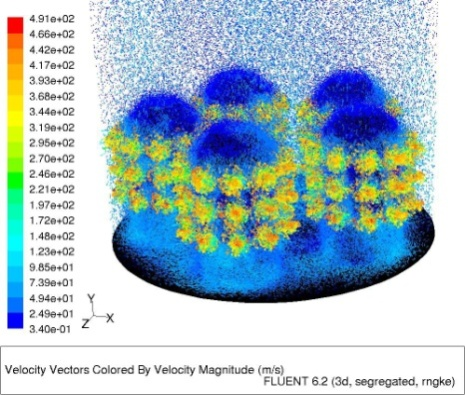 4.91e+02
4.66e+02
4.42e+02
4.17e+02
3.93e+02
3.68e+02
3.44e+02
3.19e+02
2.95e+02
2.70e+02
2.46e+02
2.21e+02
1.97e+02
1.72e+02
1.48e+02
1.23e+02
9.85e+01
7.39e+01
4.94e+01
2.49e+01
3.40e-01
Y
Z X
Velocity Vectors Colored By Velocity Magnitude (m/s)
FLUENT 6.2 (3d, segregated, rngke)